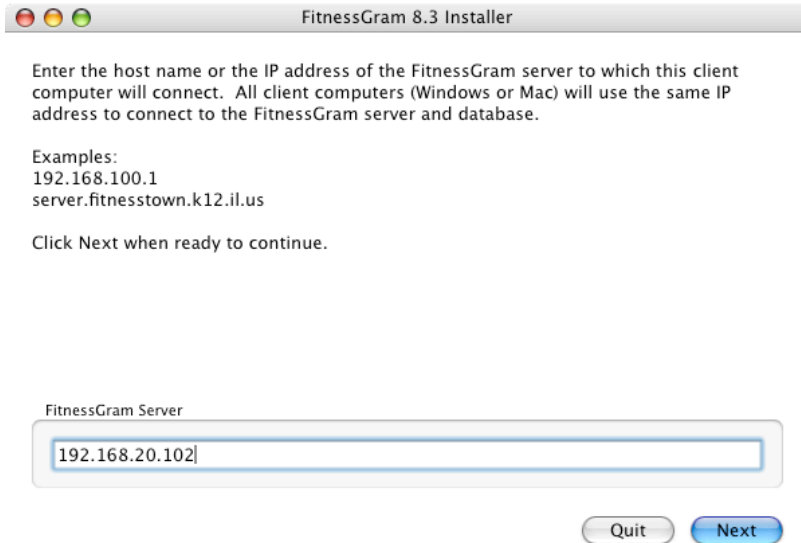 FitnessGram 8.3 Installer
Enter the host name or the IP address of the FitnessGram server to which this client
computer will connect.  All client computers (Windows or Mac) will use the same IP
address to connect to the FitnessGram server and database.
Examples:
192.168.100.1
server.fitnesstown.k12.il.us
Click Next when ready to continue.
FitnessGram Server
192.168.20.102
Quit
Next